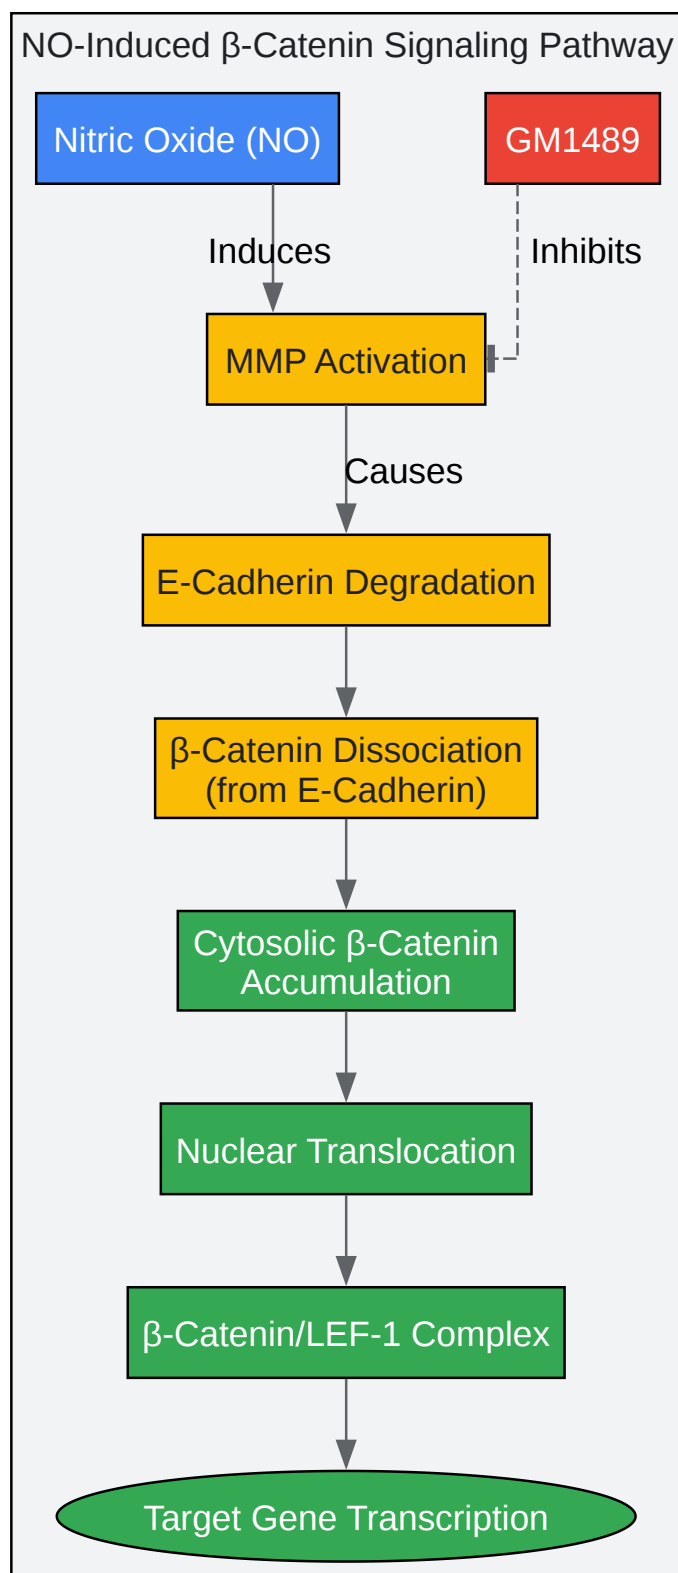 NO-Induced β-Catenin Signaling Pathway
Nitric Oxide (NO)
GM1489
Induces
Inhibits
MMP Activation
Causes
E-Cadherin Degradation
β-Catenin Dissociation
(from E-Cadherin)
Cytosolic β-Catenin
Accumulation
Nuclear Translocation
β-Catenin/LEF-1 Complex
Target Gene Transcription